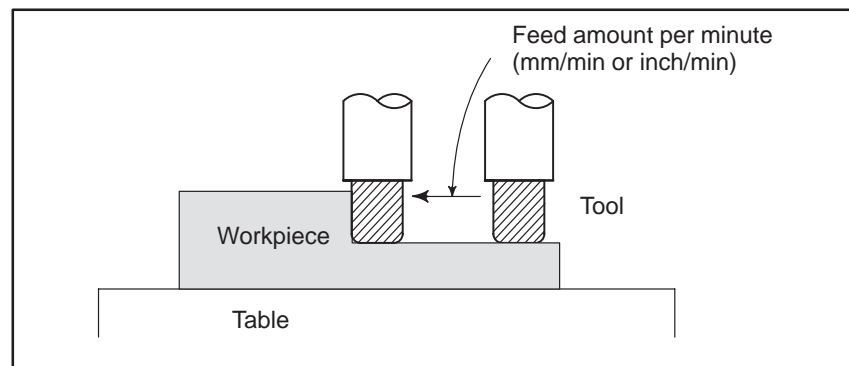 Feed amount per minute
(mm/min or inch/min)
Tool
Workpiece
Table